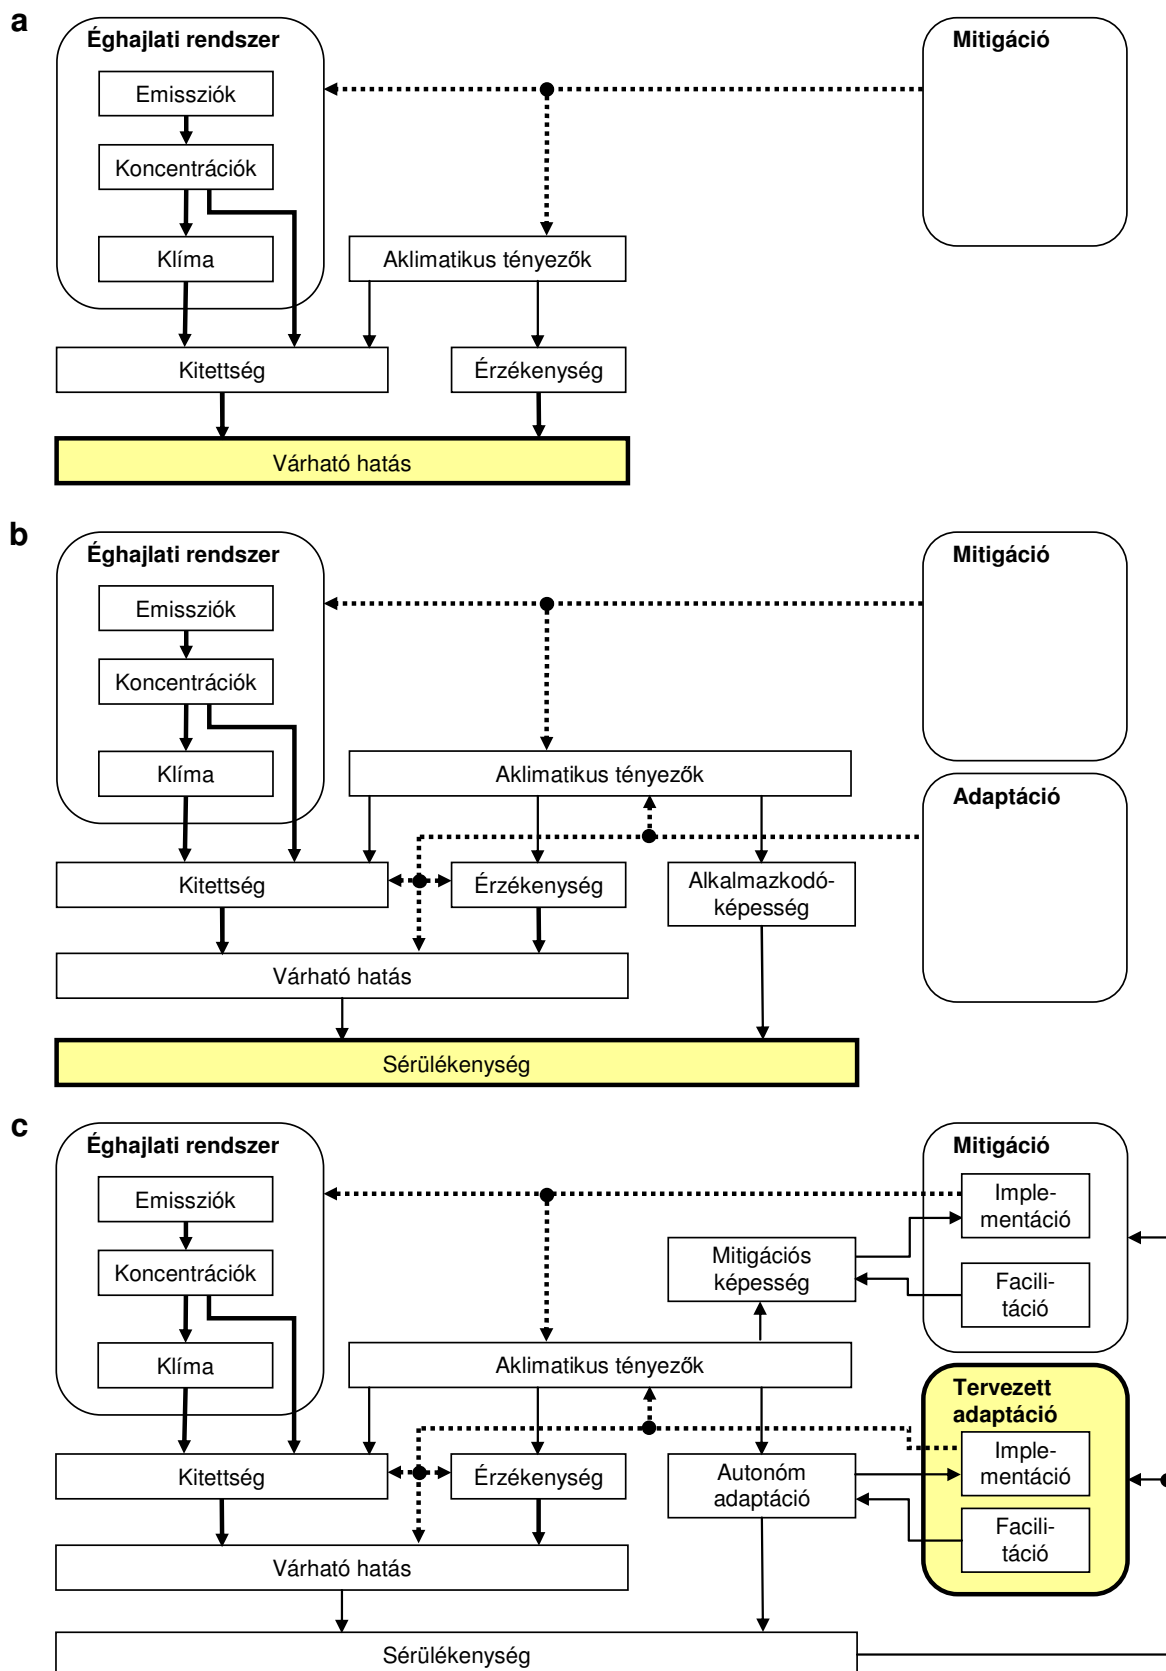 a
Éghajlati rendszer
Mitigáció
Emissziók
Koncentrációk
Klíma
Aklimatikus tényezők
Kitettség
Érzékenység
Várható hatás
b
Éghajlati rendszer
Mitigáció
Emissziók
Koncentrációk
Klíma
Aklimatikus tényezők
Adaptáció
Kitettség
Érzékenység
Alkalmazkodó-
képesség
Várható hatás
Sérülékenység
c
Éghajlati rendszer
Mitigáció
Emissziók
Imple-
mentáció
Koncentrációk
Mitigációs
képesség
Facili-
táció
Klíma
Aklimatikus tényezők
Tervezett
adaptáció
Kitettség
Érzékenység
Autonóm
adaptáció
Imple-
mentáció
Facili-
táció
Várható hatás
Sérülékenység